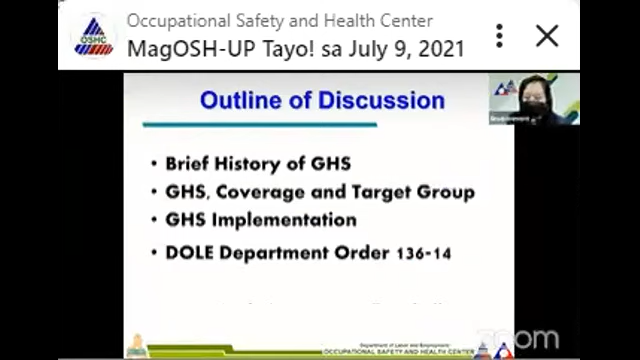 Occupational Safety and Health Center
MagOSH-UP Tayo! sa July 9, 2021
OSHC
Outline of Discussion
• Brief History of GHS
• GHS, Coverage and Target Group
• GHS Implementation
• DOLE Department Order 136-14
Department of Labor and Employment
OCCUPATIONAL SAFETY AND HEALTH CENTER
zoom